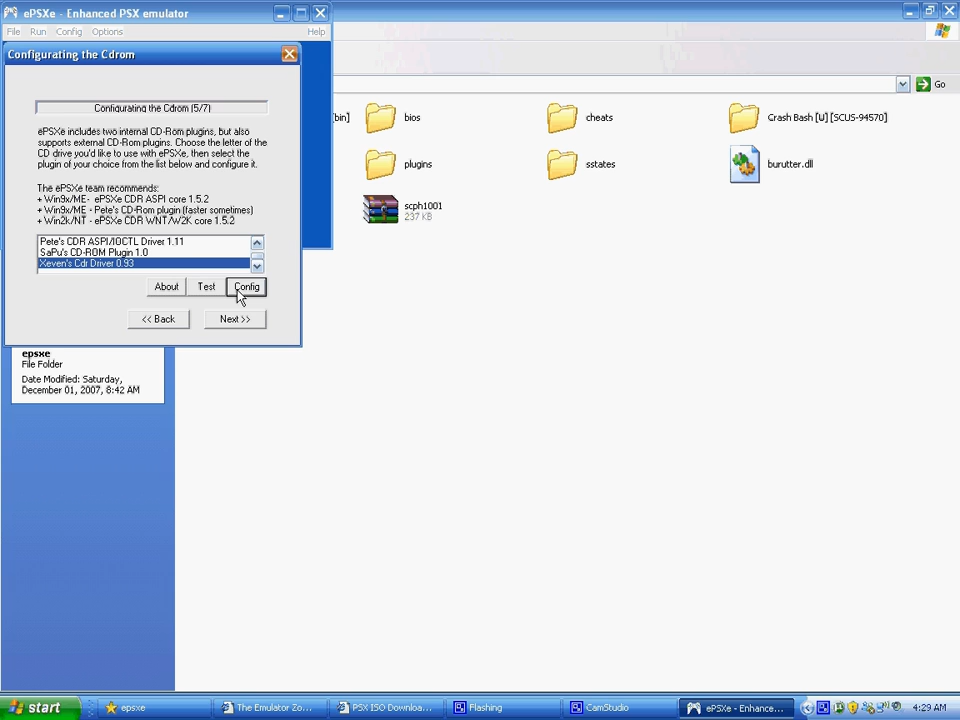 ePSXe - Enhanced PSX emulator
File Run Config Options Help
Configurating the Cdrom
Configurating the Cdrom (5/7)
ePSXe includes two internal CD-Rom plugins, but also
supports external CD-Rom plugins. Choose the letter of the
CD drive you'd like to use with ePSXe, then select the
plugin of your choice from the list below and configure it.
The ePSXe team recommends:
+ Win9x/ME- ePSXe CDR ASPI core 1.5.2
+ Win9x/ME - Pete's CD-Rom plugin (faster sometimes)
+ Win2k/NT - ePSXe CDR WNT/W2K core 1.5.2
Pete's CDR ASPI/IOCTL Driver 1.11
SaPu's CD-ROM Plugin 1.0
Xeven's Cdr Driver 0.93
About Test Config
<< Back Next >>
Go
[bin] bios cheats Crash Bash [U] [SCUS-94570]
plugins sstates burutter.dll
scph1001
237 KB
epsxe
File Folder
Date Modified: Saturday,
December 01, 2007, 8:42 AM
start epsxe The Emulator Zo... PSX ISO Downloa... Flashing CamStudio ePSXe - Enhance... 4:29 AM